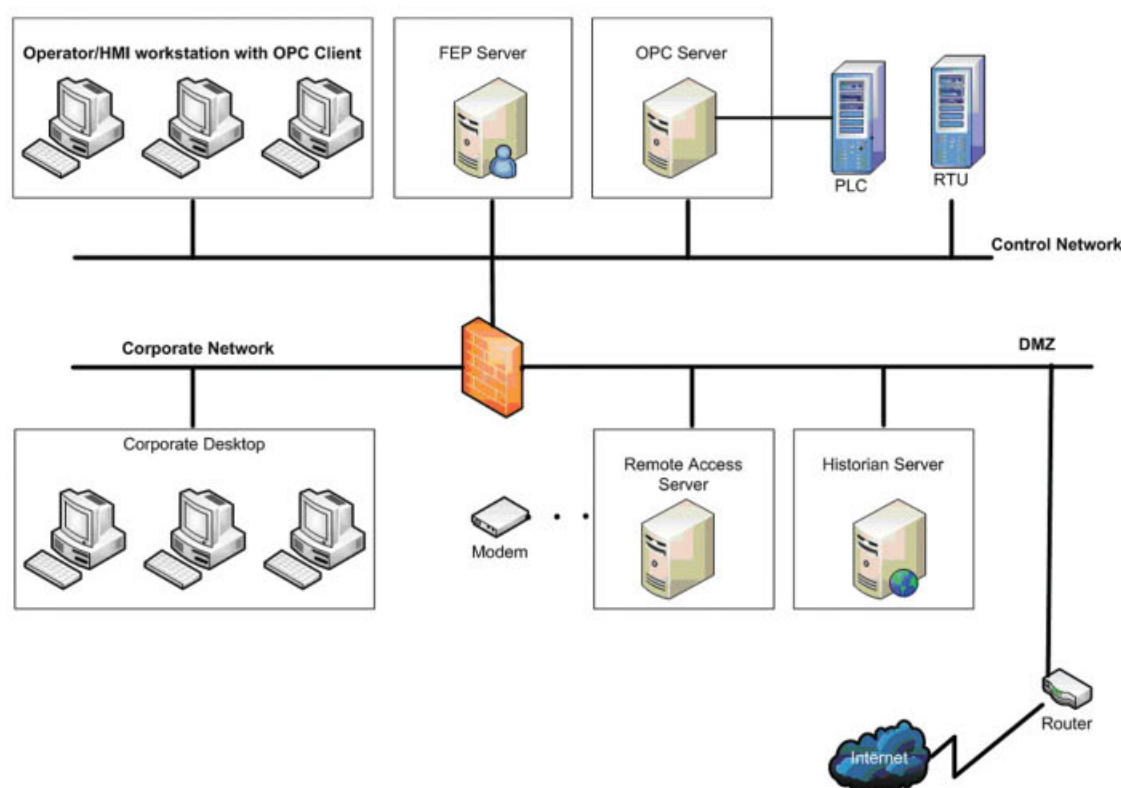 Operator/HMI workstation with OPC Client
FEP Server
OPC Server
PLC
RTU
Control Network
Corporate Network
DMZ
Corporate Desktop
Remote Access
Server
Historian Server
Modem
Router
Internet